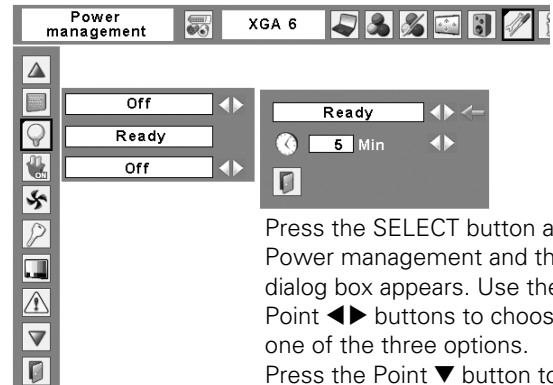 Power
management
XGA 6
Off
Ready
Off
Ready
5 Min
ON
Press the SELECT button a
Power management and th
dialog box appears. Use the
Point ◀▶ buttons to choos
one of the three options.
Press the Point ▼ button to